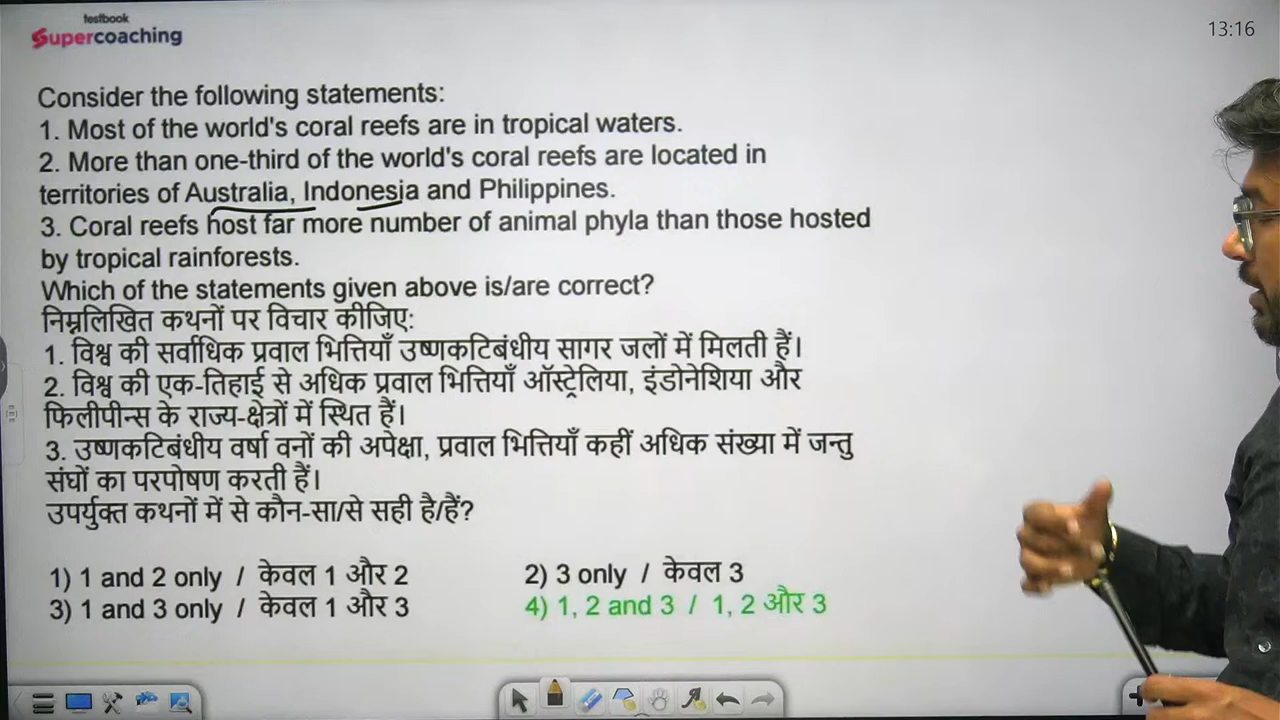 testbook
Supercoaching
13:16
Consider the following statements:
1. Most of the world's coral reefs are in tropical waters.
2. More than one-third of the world's coral reefs are located in
territories of Australia, Indonesia and Philippines.
3. Coral reefs host far more number of animal phyla than those hosted
by tropical rainforests.
Which of the statements given above is/are correct?
निम्नलिखित कथनों पर विचार कीजिए:
1. विश्व की सर्वाधिक प्रवाल भित्तियाँ उष्णकटिबंधीय सागर जलों में मिलती हैं।
2. विश्व की एक-तिहाई से अधिक प्रवाल भित्तियाँ ऑस्ट्रेलिया, इंडोनेशिया और
फिलीपीन्स के राज्य-क्षेत्रों में स्थित हैं।
3. उष्णकटिबंधीय वर्षा वनों की अपेक्षा, प्रवाल भित्तियाँ कहीं अधिक संख्या में जन्तु
संघों का परपोषण करती हैं।
उपर्युक्त कथनों में से कौन-सा/से सही है/हैं?
1) 1 and 2 only / केवल 1 और 2
2) 3 only / केवल 3
3) 1 and 3 only / केवल 1 और 3
4) 1, 2 and 3 / 1, 2 और 3